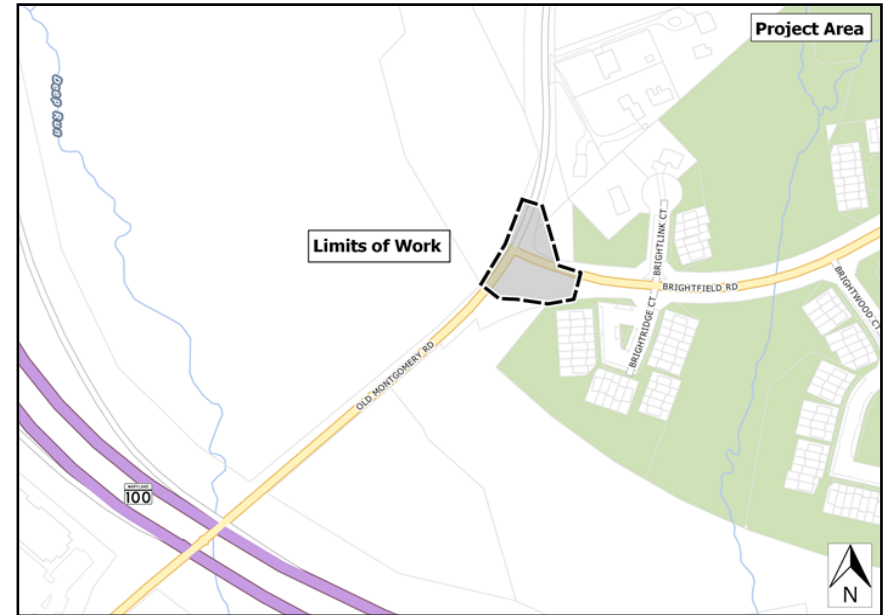 Project Area
Deep Run
Limits of Work
BRIGHTLINK CT
BRIGHTFIELD RD
BRIGHTRIDGE CT
BRIGHTWOOD CT
OLD MONTGOMERY RD
MARYLAND
100
N